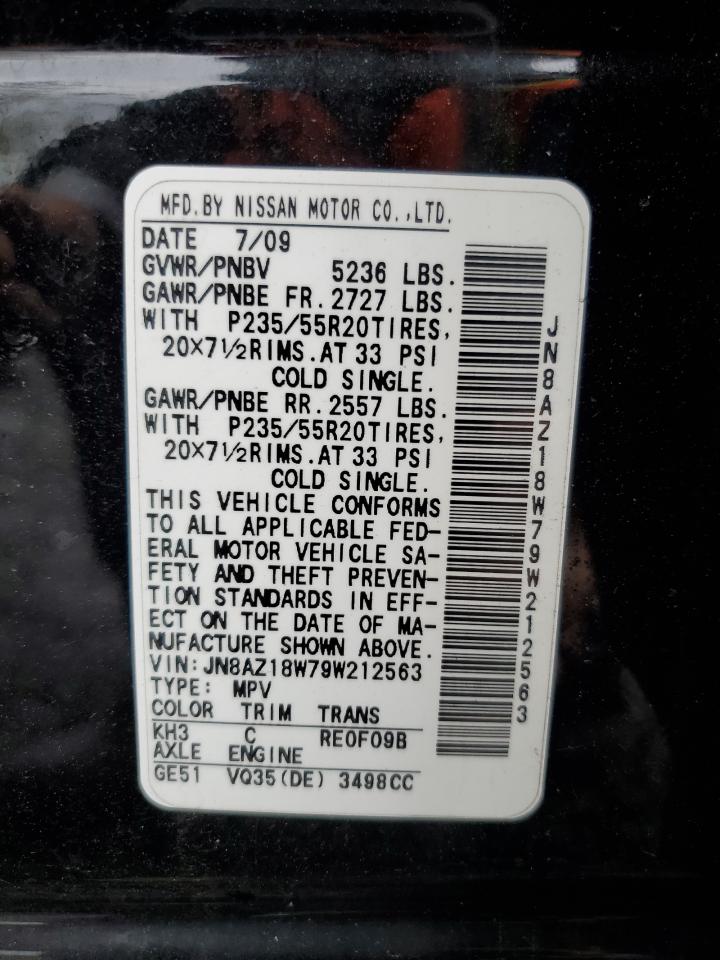 MFD.BY NISSAN MOTOR CO.,LTD.
DATE 7/09
GVWR/PNBV 5236 LBS.
GAWR/PNBE FR.2727 LBS.
WITH P235/55R20TIRES,
20×7½RIMS.AT 33 PSI
COLD SINGLE.
GAWR/PNBE RR.2557 LBS.
WITH P235/55R20TIRES,
20×7½RIMS.AT 33 PSI
COLD SINGLE.
THIS VEHICLE CONFORMS
TO ALL APPLICABLE FED-
ERAL MOTOR VEHICLE SA-
FETY AND THEFT PREVEN-
TION STANDARDS IN EFF-
ECT ON THE DATE OF MA-
NUFACTURE SHOWN ABOVE.
VIN:JN8AZ18W79W212563
TYPE: MPV
COLOR TRIM TRANS
KH3 C RE0F09B
AXLE ENGINE
GE51 VQ35(DE) 3498CC
JN8AZ18W79W212563